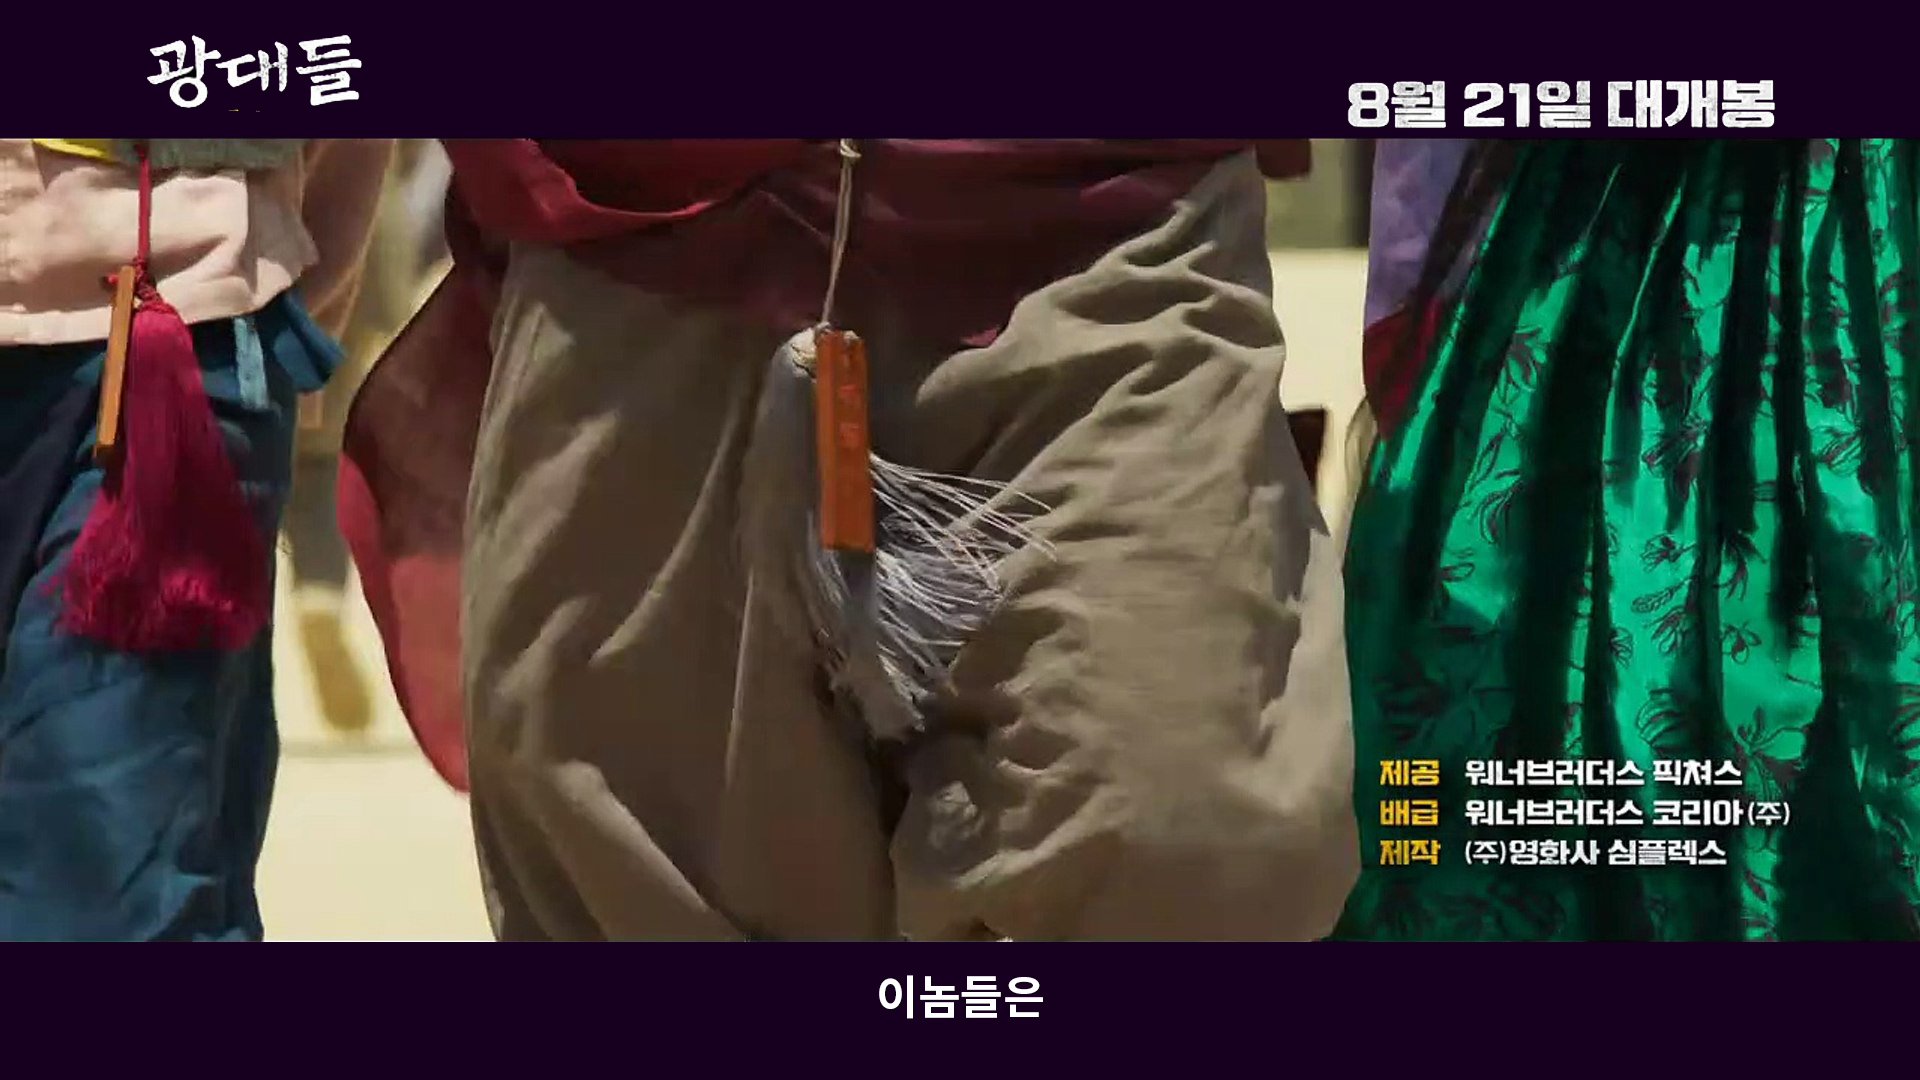 광대들
8월 21일 대개봉
제공 워너브러더스 픽쳐스
배급 워너브러더스 코리아(주)
제작 (주)영화사 심플렉스
이놈들은